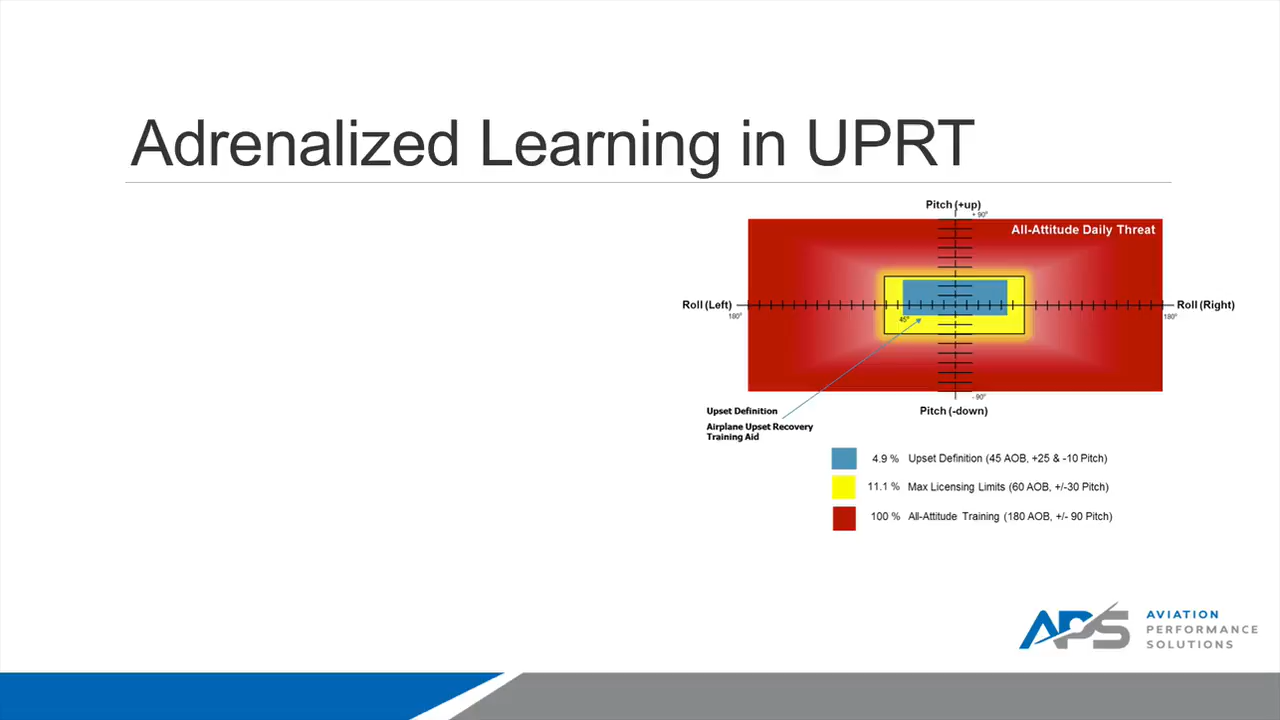 Adrenalized Learning in UPRT
Pitch (+up)
+ 90°
All-Attitude Daily Threat
Roll (Left)
Roll (Right)
180°
45°
180°
- 90°
Pitch (-down)
Upset Definition
Airplane Upset Recovery
Training Aid
4.9 % Upset Definition (45 AOB, +25 & -10 Pitch)
11.1 % Max Licensing Limits (60 AOB, +/-30 Pitch)
100 % All-Attitude Training (180 AOB, +/- 90 Pitch)
APS
AVIATION
PERFORMANCE
SOLUTIONS